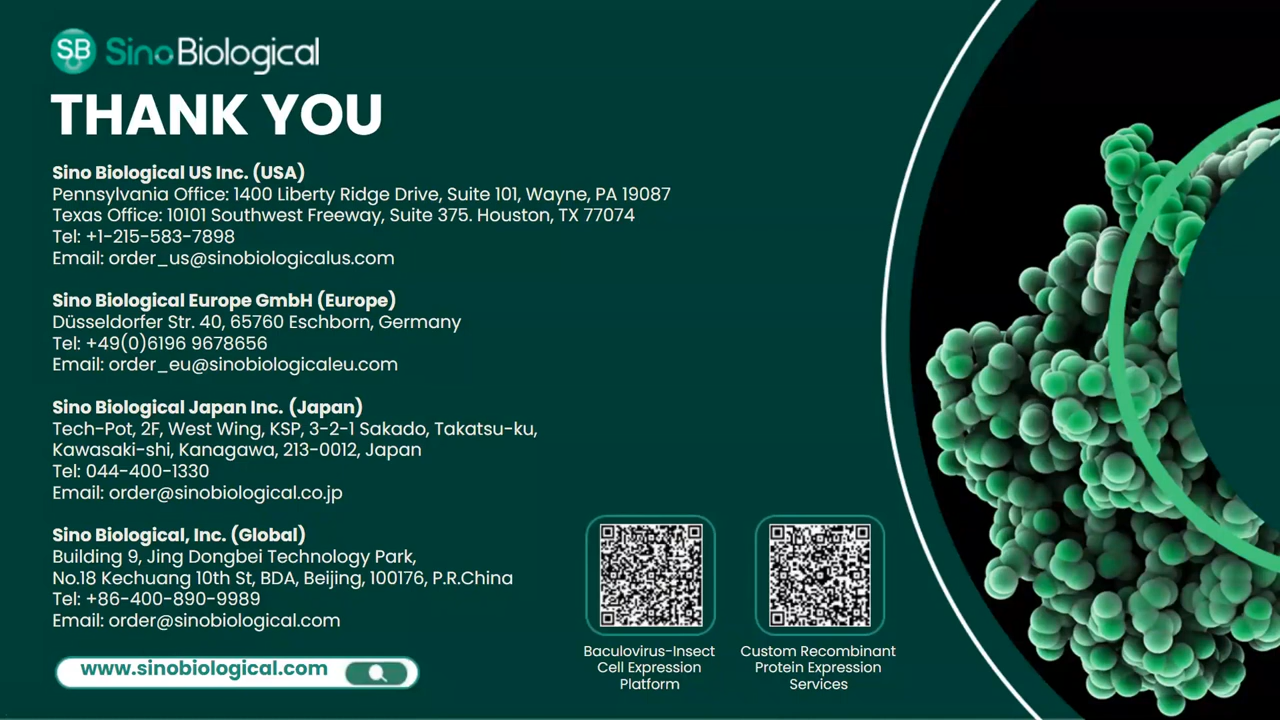 SB SinoBiological
THANK YOU
Sino Biological US Inc. (USA)
Pennsylvania Office: 1400 Liberty Ridge Drive, Suite 101, Wayne, PA 19087
Texas Office: 10101 Southwest Freeway, Suite 375. Houston, TX 77074
Tel: +1-215-583-7898
Email: order_us@sinobiologicalus.com
Sino Biological Europe GmbH (Europe)
Düsseldorfer Str. 40, 65760 Eschborn, Germany
Tel: +49(0)6196 9678656
Email: order_eu@sinobiologicaleu.com
Sino Biological Japan Inc. (Japan)
Tech-Pot, 2F, West Wing, KSP, 3-2-1 Sakado, Takatsu-ku,
Kawasaki-shi, Kanagawa, 213-0012, Japan
Tel: 044-400-1330
Email: order@sinobiological.co.jp
Sino Biological, Inc. (Global)
Building 9, Jing Dongbei Technology Park,
No.18 Kechuang 10th St, BDA, Beijing, 100176, P.R.China
Tel: +86-400-890-9989
Email: order@sinobiological.com
www.sinobiological.com
Baculovirus-Insect
Cell Expression
Platform
Custom Recombinant
Protein Expression
Services